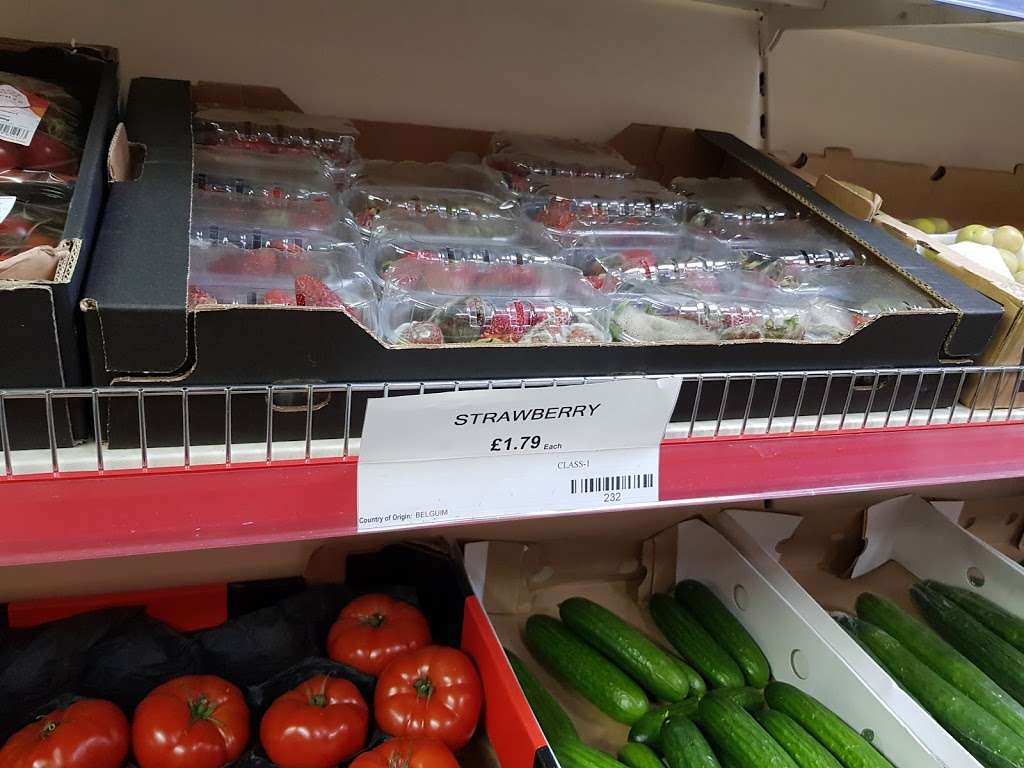 STRAWBERRY
£1.79 Each
CLASS-1
232
Country of Origin: BELGUIM